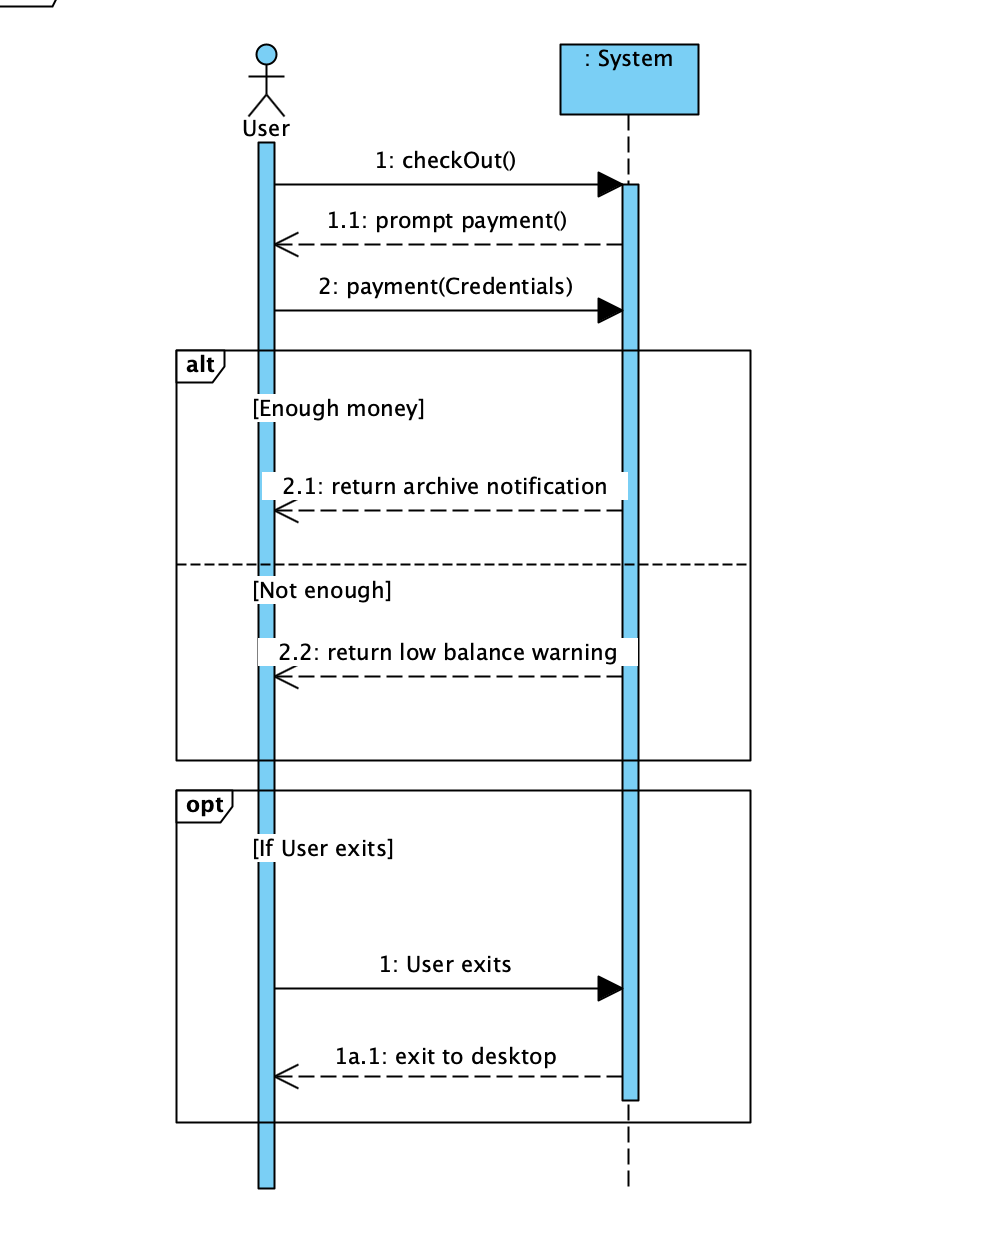 : System
User
1: checkOut()
1.1: prompt payment()
2: payment(Credentials)
alt
[Enough money]
2.1: return archive notification
[Not enough]
2.2: return low balance warning
opt
[If User exits]
1: User exits
1a.1: exit to desktop